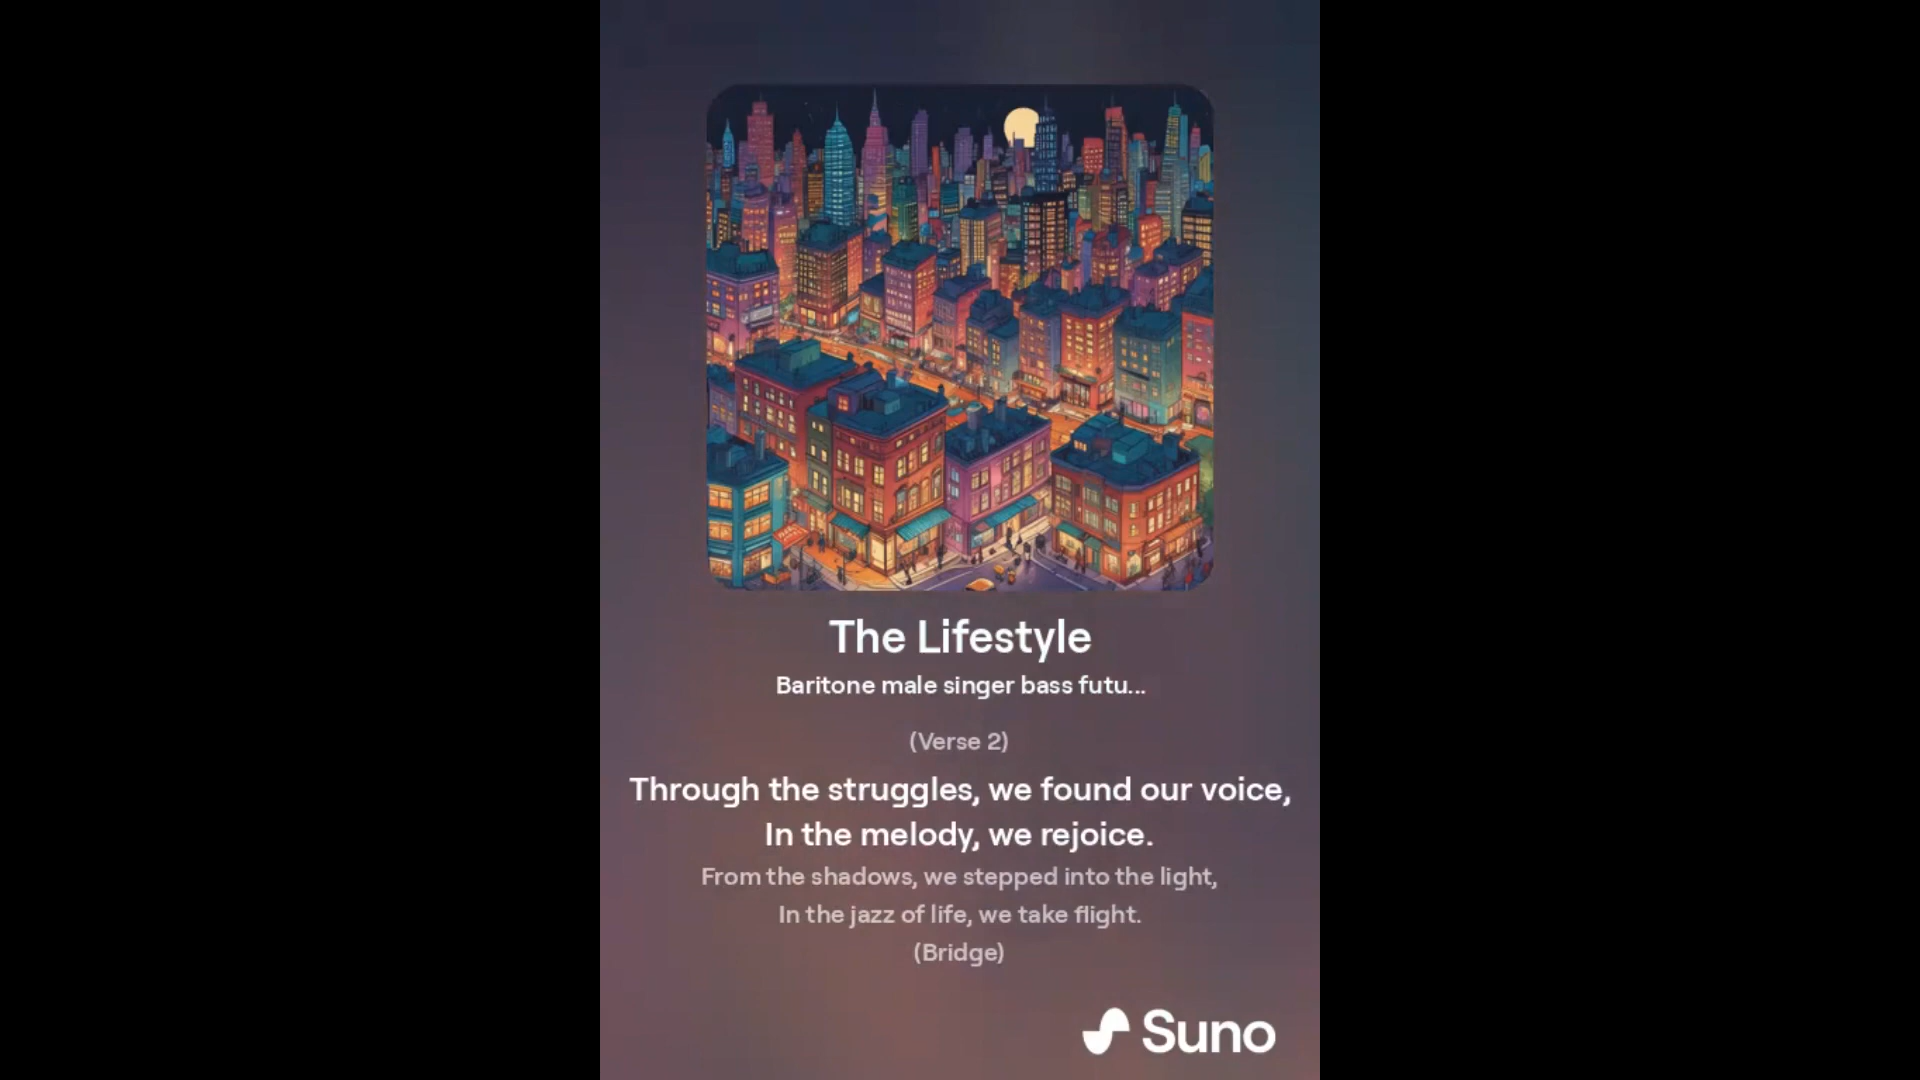 The Lifestyle
Baritone male singer bass futu...
(Verse 2)
Through the struggles, we found our voice,
In the melody, we rejoice.
From the shadows, we stepped into the light,
In the jazz of life, we take flight.
(Bridge)
Suno